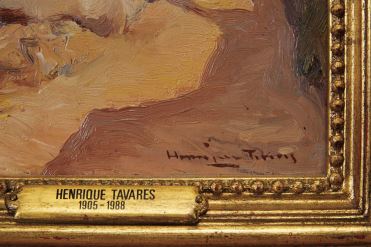 Henrique Tavares
HENRIQUE TAVARES
1905 - 1988